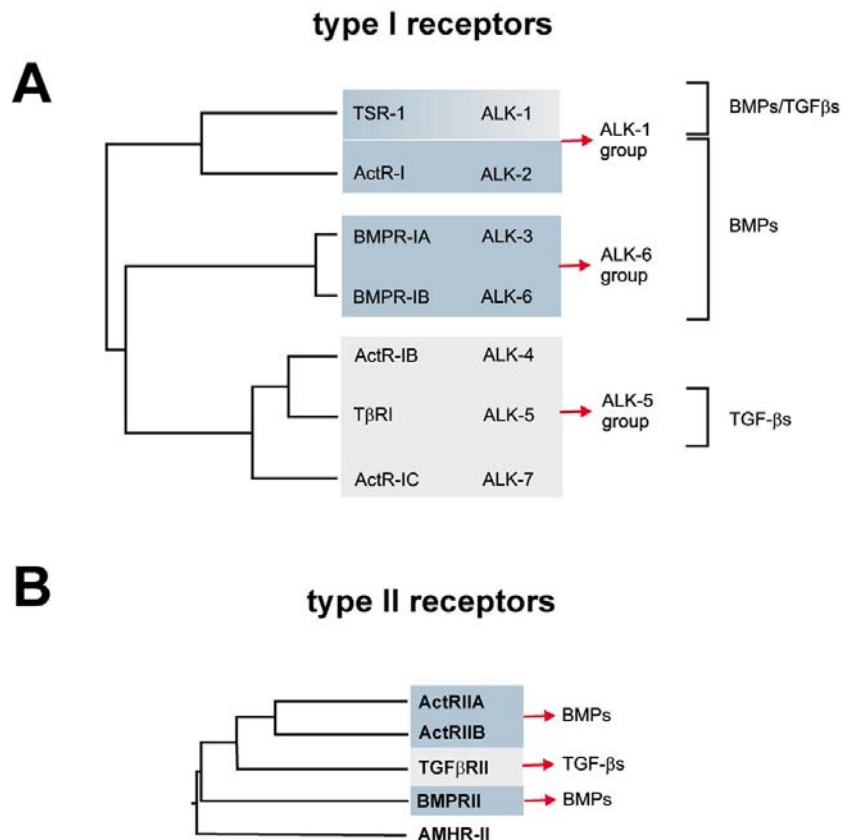 type I receptors
A
TSR-1 ALK-1
BMPs/TGFβs
ALK-1
group
ActR-I ALK-2
BMPs
BMPR-IA ALK-3
ALK-6
group
BMPR-IB ALK-6
ActR-IB ALK-4
ALK-5
group
TβRI ALK-5
TGF-βs
ActR-IC ALK-7
B
type II receptors
ActRIIA
BMPs
ActRIIB
TGFβRII TGF-βs
BMPRII BMPs
AMHR-II